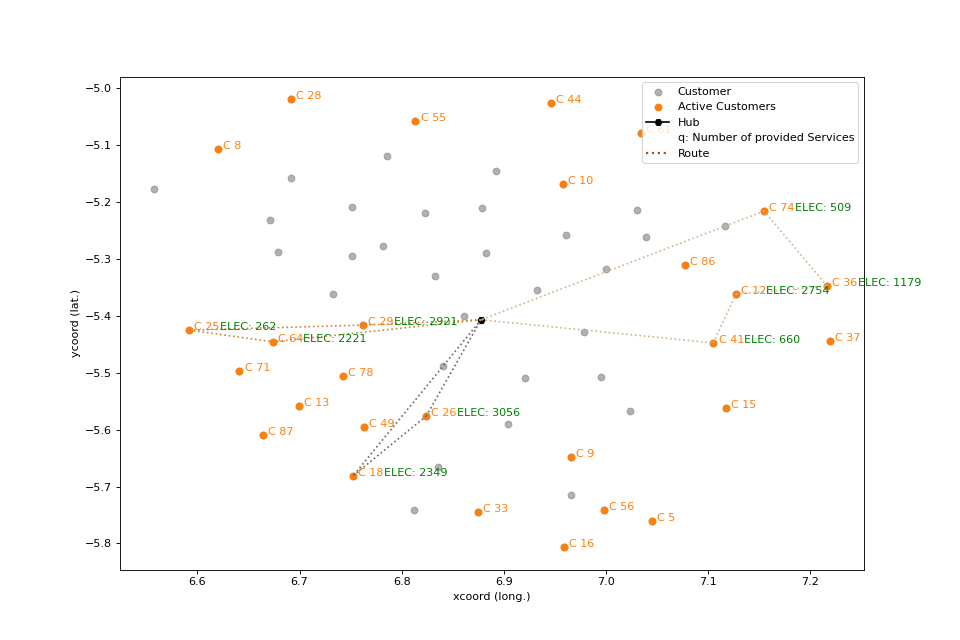 C 28
C 44
C 55
C 8
C 10
C 74 ELEC: 509
C 86
C 36 ELEC: 1179
C 12 ELEC: 2754
C 29 ELEC: 2921
C 25 ELEC: 262
C 64 ELEC: 2221
C 41 ELEC: 660
C 37
C 71
C 78
C 13
C 15
C 26 ELEC: 3056
C 49
C 87
C 9
C 18 ELEC: 2349
C 33
C 56
C 5
C 16
Customer
Active Customers
Hub
q: Number of provided Services
Route
−5.0
−5.1
−5.2
−5.3
−5.4
−5.5
−5.6
−5.7
−5.8
ycoord (lat.)
6.6 6.7 6.8 6.9 7.0 7.1 7.2
xcoord (long.)